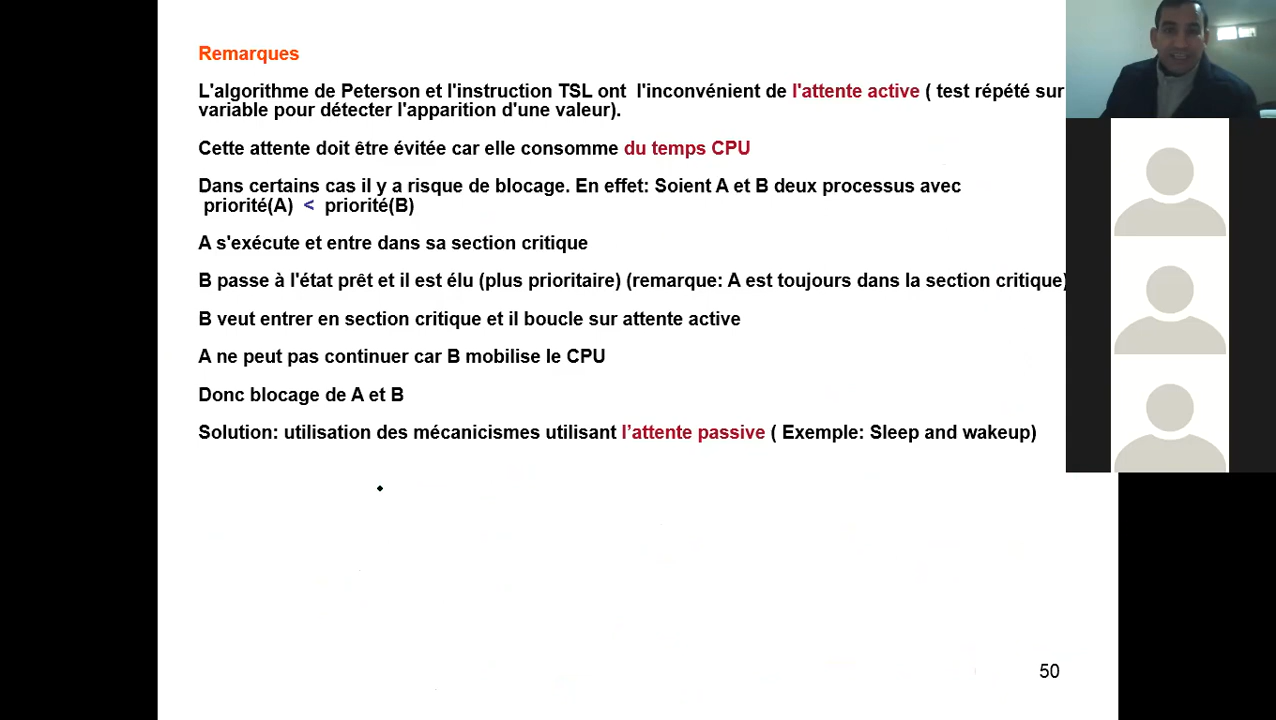 Remarques
L'algorithme de Peterson et l'instruction TSL ont l'inconvénient de l'attente active ( test répété sur
variable pour détecter l'apparition d'une valeur).
Cette attente doit être évitée car elle consomme du temps CPU
Dans certains cas il y a risque de blocage. En effet: Soient A et B deux processus avec
priorité(A) < priorité(B)
A s'exécute et entre dans sa section critique
B passe à l'état prêt et il est élu (plus prioritaire) (remarque: A est toujours dans la section critique)
B veut entrer en section critique et il boucle sur attente active
A ne peut pas continuer car B mobilise le CPU
Donc blocage de A et B
Solution: utilisation des mécanicismes utilisant l’attente passive ( Exemple: Sleep and wakeup)
50